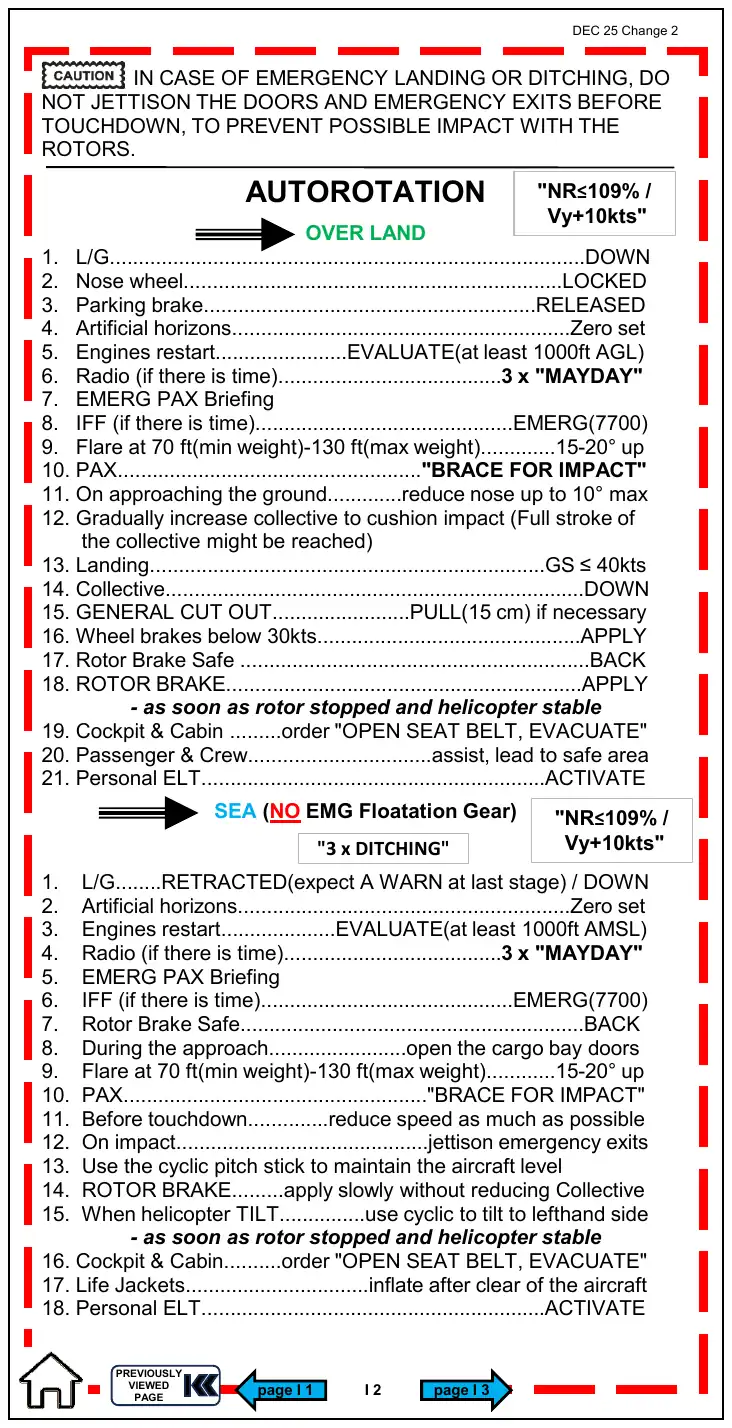 DEC 25 Change 2
CAUTION IN CASE OF EMERGENCY LANDING OR DITCHING, DO
NOT JETTISON THE DOORS AND EMERGENCY EXITS BEFORE
TOUCHDOWN, TO PREVENT POSSIBLE IMPACT WITH THE
ROTORS.
AUTOROTATION
"NR≤109% /
Vy+10kts"
OVER LAND
1. L/G...................................................................................DOWN
2. Nose wheel..................................................................LOCKED
3. Parking brake..........................................................RELEASED
4. Artificial horizons...........................................................Zero set
5. Engines restart.......................EVALUATE(at least 1000ft AGL)
6. Radio (if there is time).......................................3 x "MAYDAY"
7. EMERG PAX Briefing
8. IFF (if there is time).............................................EMERG(7700)
9. Flare at 70 ft(min weight)-130 ft(max weight).............15-20° up
10. PAX....................................................."BRACE FOR IMPACT"
11. On approaching the ground.............reduce nose up to 10° max
12. Gradually increase collective to cushion impact (Full stroke of
the collective might be reached)
13. Landing.....................................................................GS ≤ 40kts
14. Collective.........................................................................DOWN
15. GENERAL CUT OUT........................PULL(15 cm) if necessary
16. Wheel brakes below 30kts..............................................APPLY
17. Rotor Brake Safe .............................................................BACK
18. ROTOR BRAKE..............................................................APPLY
- as soon as rotor stopped and helicopter stable
19. Cockpit & Cabin .........order "OPEN SEAT BELT, EVACUATE"
20. Passenger & Crew................................assist, lead to safe area
21. Personal ELT............................................................ACTIVATE
SEA (NO EMG Floatation Gear)
"NR≤109% /
Vy+10kts"
"3 x DITCHING"
1. L/G........RETRACTED(expect A WARN at last stage) / DOWN
2. Artificial horizons..........................................................Zero set
3. Engines restart....................EVALUATE(at least 1000ft AMSL)
4. Radio (if there is time)......................................3 x "MAYDAY"
5. EMERG PAX Briefing
6. IFF (if there is time)............................................EMERG(7700)
7. Rotor Brake Safe............................................................BACK
8. During the approach........................open the cargo bay doors
9. Flare at 70 ft(min weight)-130 ft(max weight)............15-20° up
10. PAX....................................................."BRACE FOR IMPACT"
11. Before touchdown..............reduce speed as much as possible
12. On impact............................................jettison emergency exits
13. Use the cyclic pitch stick to maintain the aircraft level
14. ROTOR BRAKE.........apply slowly without reducing Collective
15. When helicopter TILT...............use cyclic to tilt to lefthand side
- as soon as rotor stopped and helicopter stable
16. Cockpit & Cabin..........order "OPEN SEAT BELT, EVACUATE"
17. Life Jackets................................inflate after clear of the aircraft
18. Personal ELT............................................................ACTIVATE
PREVIOUSLY
VIEWED
PAGE
page I 1
I 2
page I 3